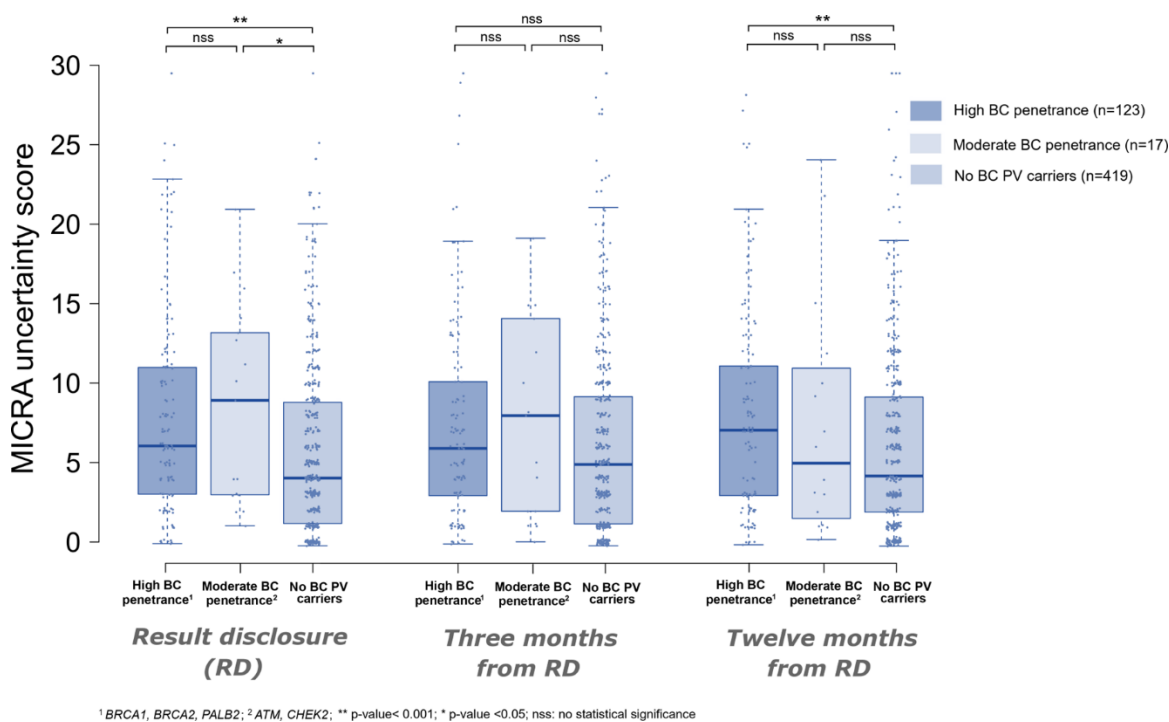 ** nss **
nss * nss nss nss nss
30
25
20
15
10
5
0
MICRA uncertainty score
High BC penetrance (n=123)
Moderate BC penetrance (n=17)
No BC PV carriers (n=419)
High BC Moderate BC No BC PV High BC Moderate BC No BC PV High BC Moderate BC No BC PV
penetrance¹ penetrance² carriers penetrance¹ penetrance² carriers penetrance¹ penetrance² carriers
Result disclosure Three months Twelve months
(RD) from RD from RD
¹ BRCA1, BRCA2, PALB2; ² ATM, CHEK2; ** p-value< 0.001; * p-value <0.05; nss: no statistical significance